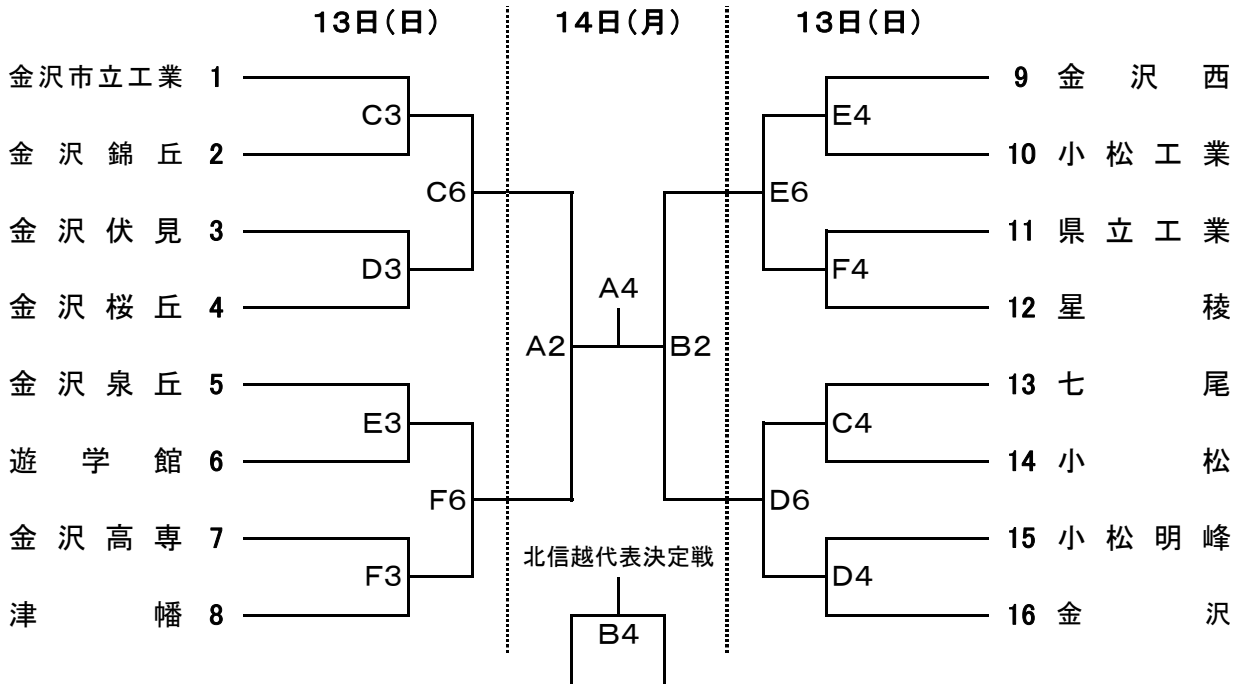 13日(日) 14日(月) 13日(日)
金沢市立工業 1
C3
金沢錦丘 2
C6
金沢伏見 3
D3
金沢桜丘 4
A2
金沢泉丘 5
E3
遊学館 6
F6
金沢高専 7
F3
津幡 8
A4
北信越代表決定戦
B4
9 金沢西
E4
10 小松工業
E6
11 県立工業
F4
12 星稜
B2
13 七尾
C4
14 小松
D6
15 小松明峰
D4
16 金沢